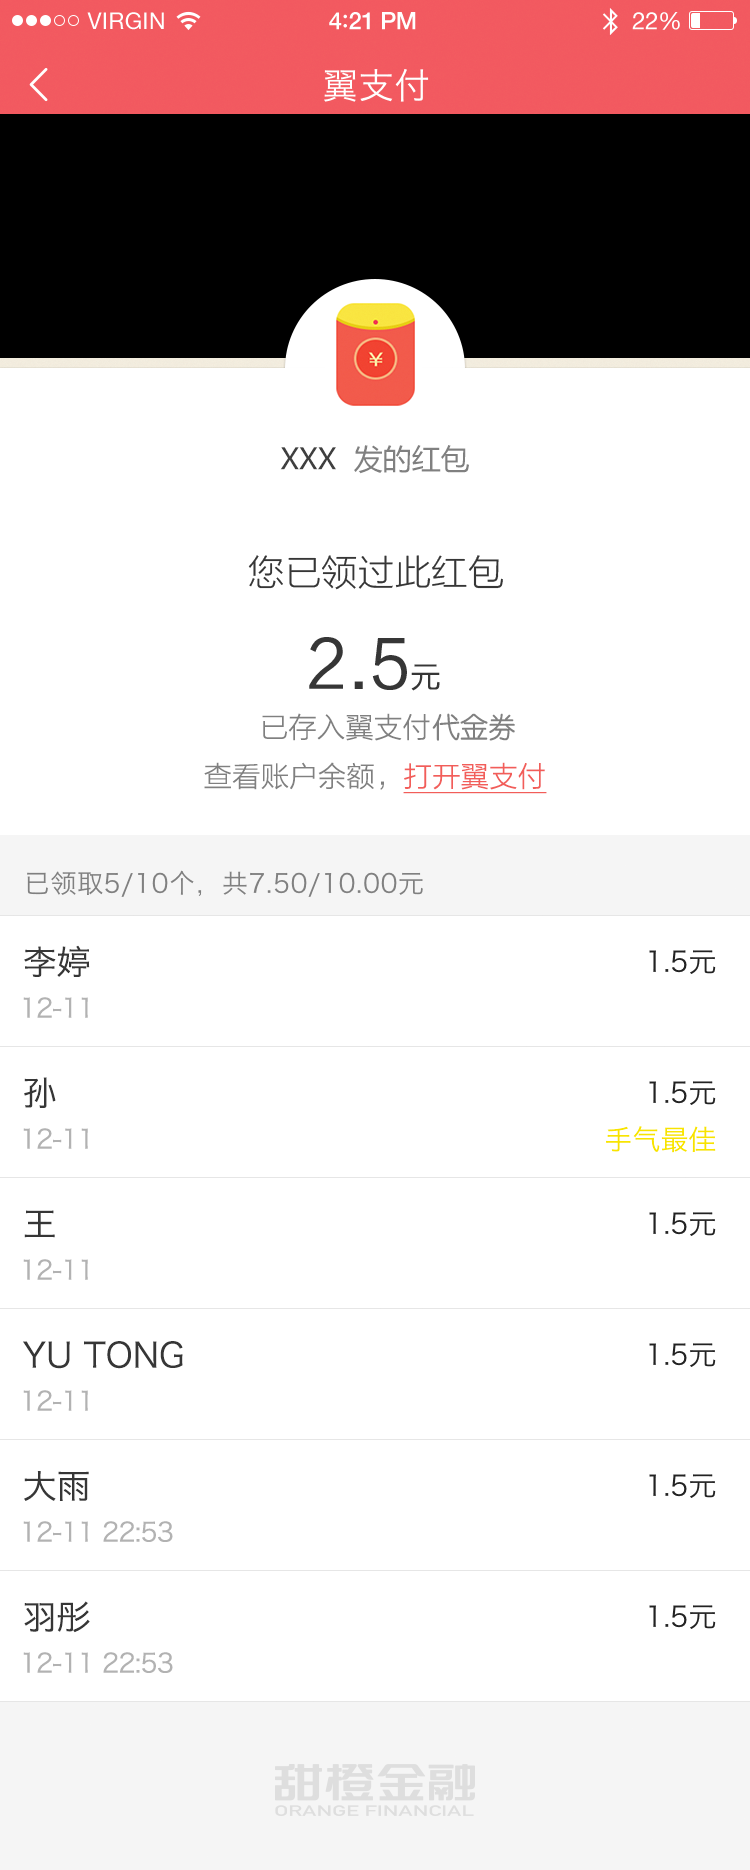 VIRGIN 4:21 PM 22%
翼支付
¥
XXX 发的红包
您已领过此红包
2.5元
已存入翼支付代金券
查看账户余额，打开翼支付
已领取5/10个，共7.50/10.00元
李婷 1.5元
12-11
孙 1.5元
12-11 手气最佳
王 1.5元
12-11
YU TONG 1.5元
12-11
大雨 1.5元
12-11 22:53
羽彤 1.5元
12-11 22:53
甜橙金融
ORANGE FINANCIAL